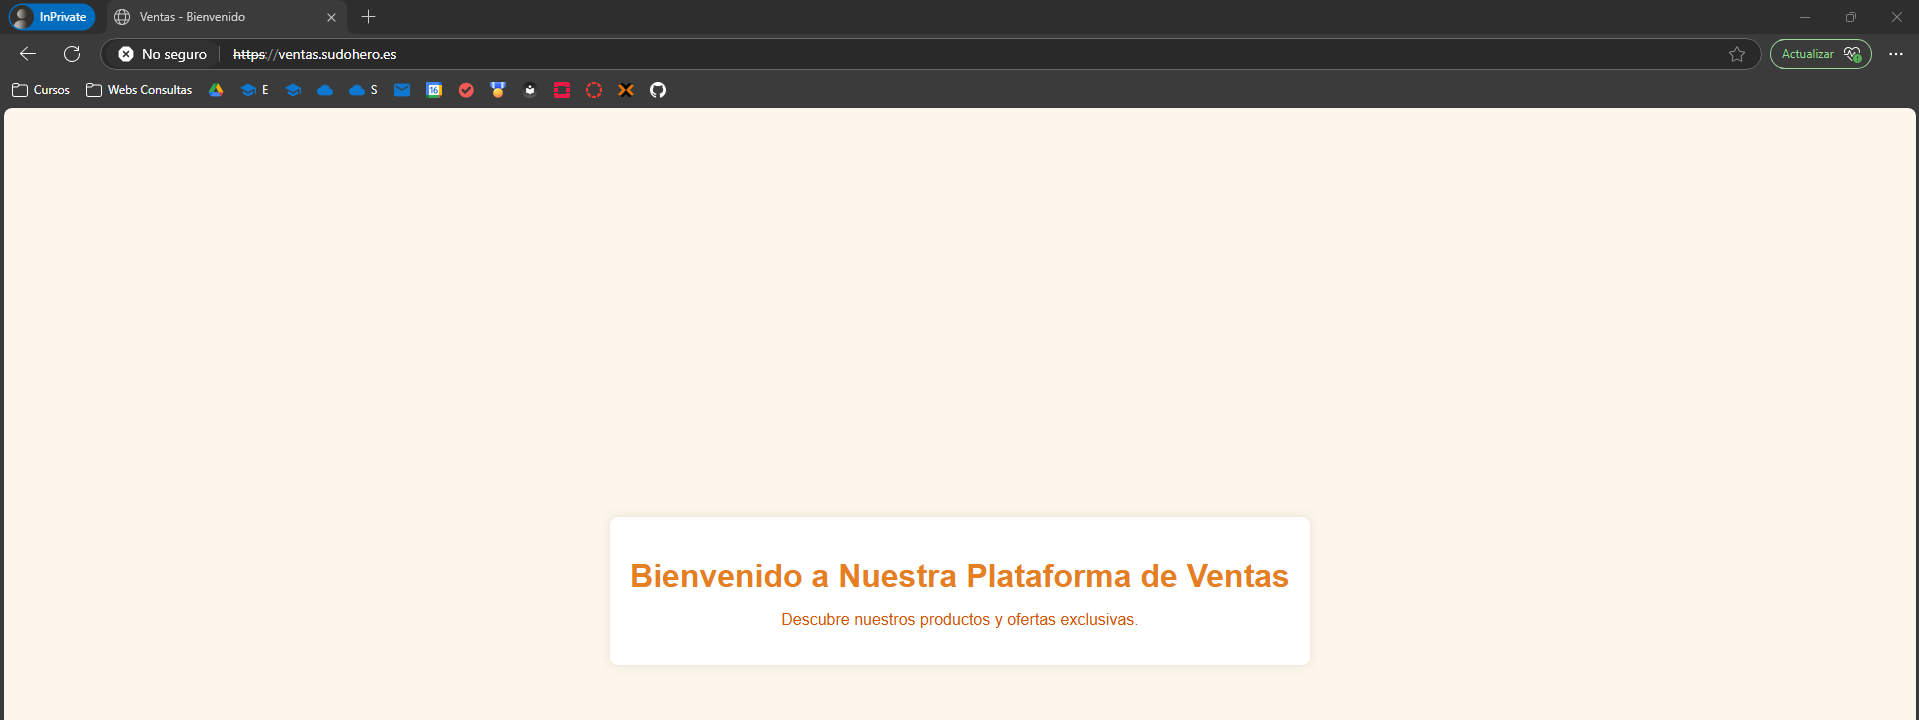 InPrivate
Ventas - Bienvenido
No seguro
https://ventas.sudohero.es
Actualizar
Cursos
Webs Consultas
E
S
16
Bienvenido a Nuestra Plataforma de Ventas
Descubre nuestros productos y ofertas exclusivas.